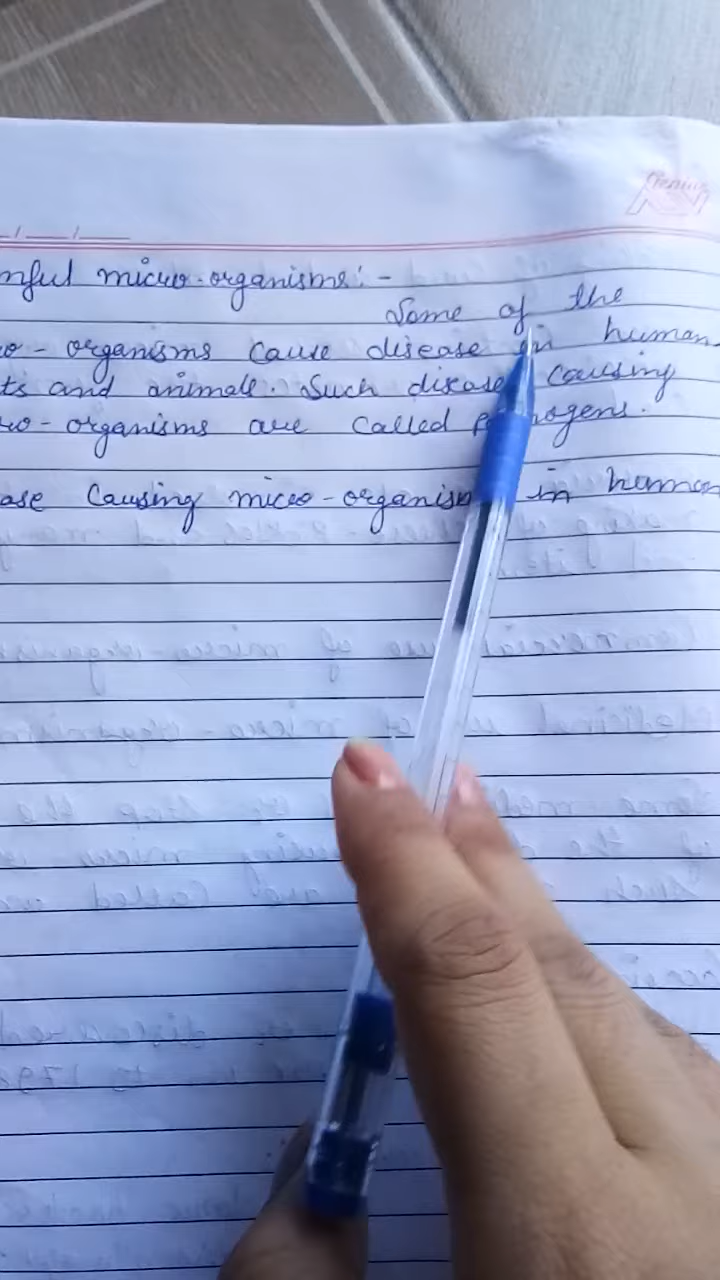 nful micro-organisms:-
Some of the
o-organisms cause disease in human
ts and animals. Such disease causing
ro-organisms are called p hogens.
ase Causing micro-organism in human